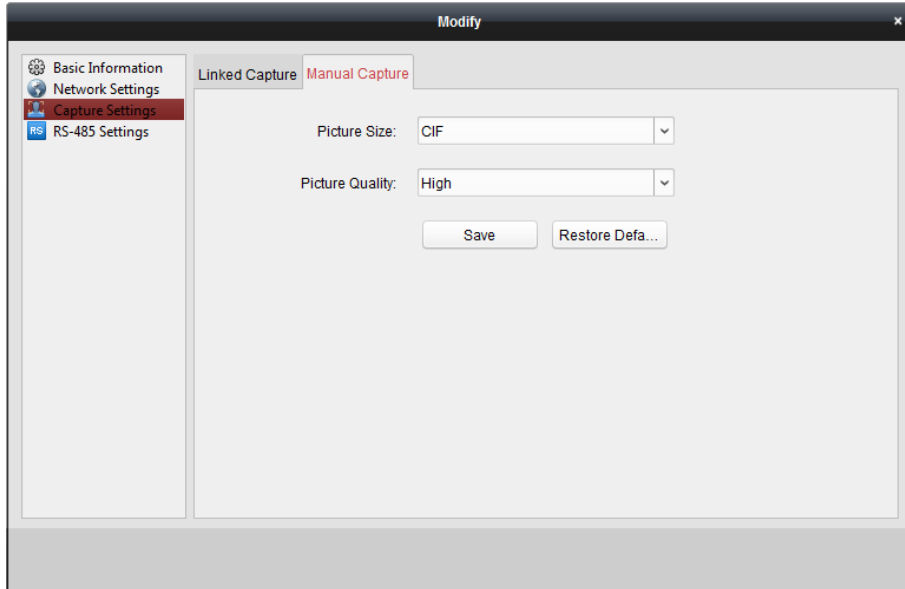 Modify
×
Basic Information
Network Settings
Capture Settings
RS RS-485 Settings
Linked Capture Manual Capture
Picture Size: CIF
Picture Quality: High
Save Restore Defa...